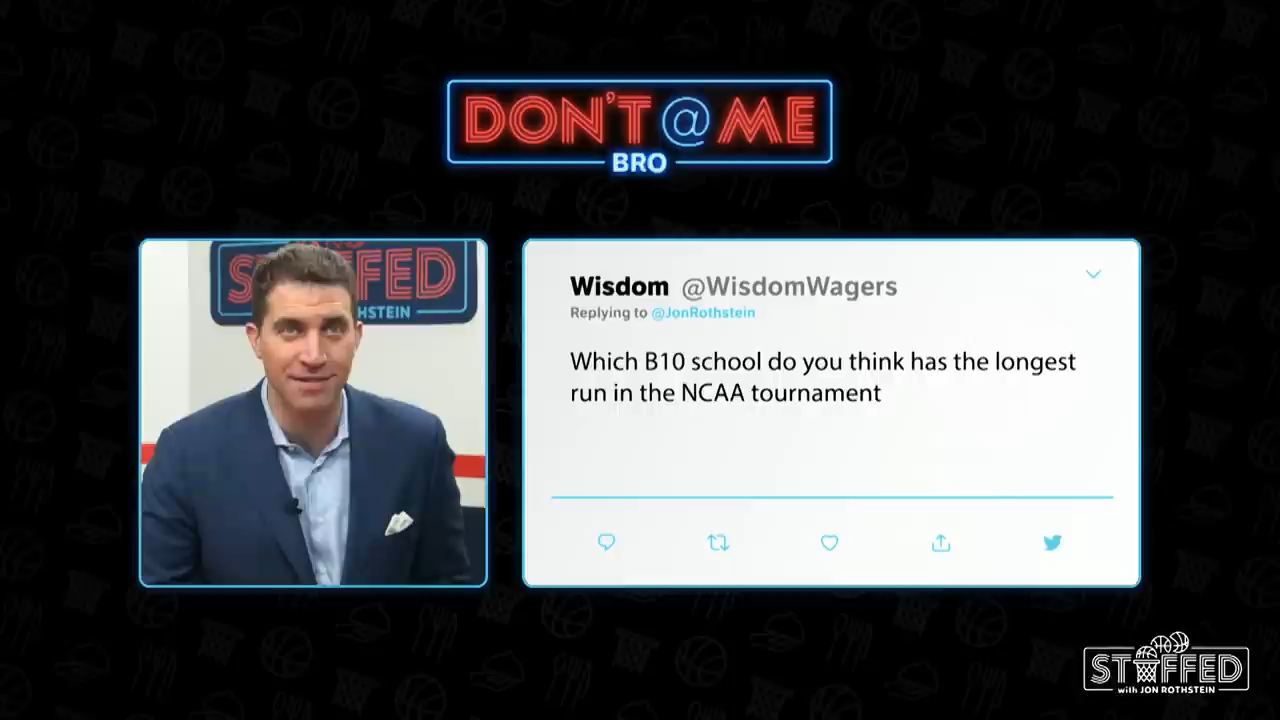 DON'T @ ME
BRO
STUFFED
Wisdom @WisdomWagers
Replying to @JonRothstein
Which B10 school do you think has the longest
run in the NCAA tournament
STUFFED
with JON ROTHSTEIN